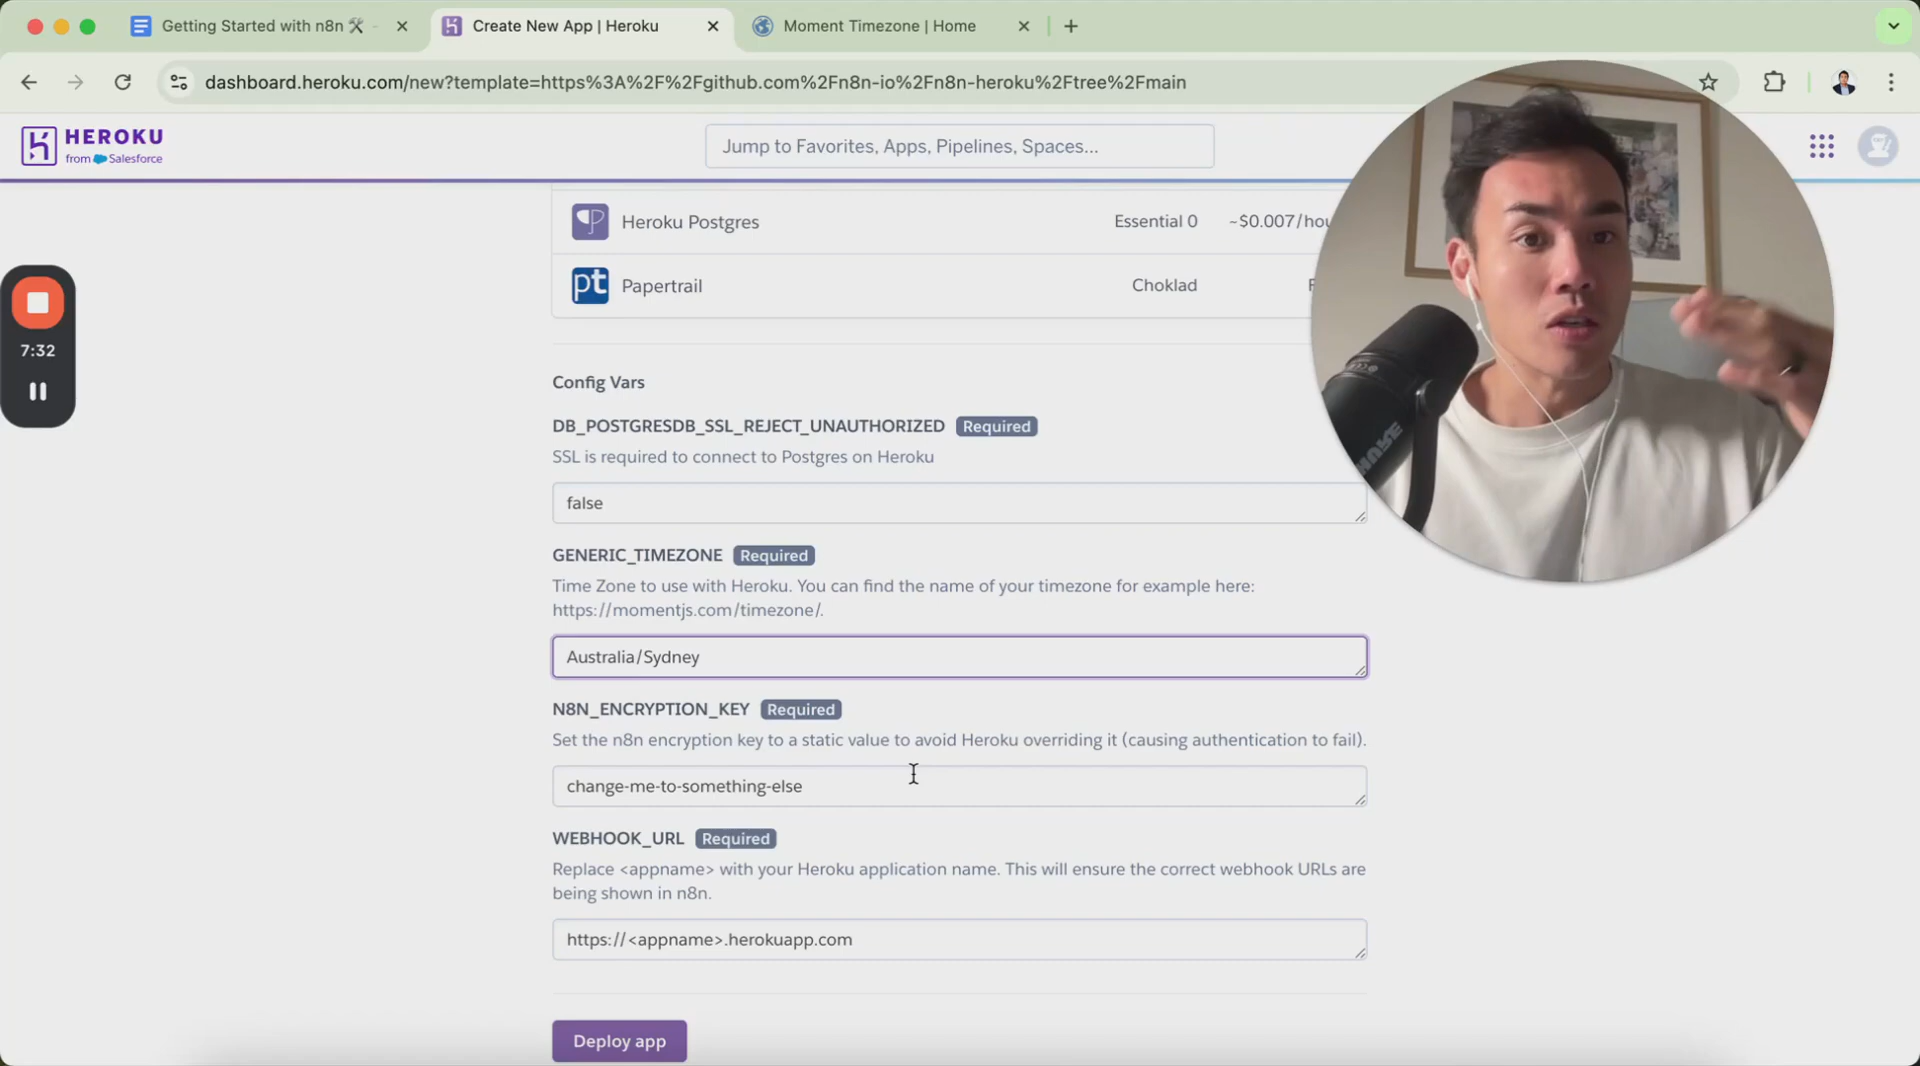 Getting Started with n8n 🛠 -
Create New App | Heroku
Moment Timezone | Home
dashboard.heroku.com/new?template=https%3A%2F%2Fgithub.com%2Fn8n-io%2Fn8n-heroku%2Ftree%2Fmain
HEROKU
from Salesforce
Jump to Favorites, Apps, Pipelines, Spaces...
Heroku Postgres Essential 0 ~$0.007/hou
pt Papertrail Choklad F
7:32
Config Vars
DB_POSTGRESDB_SSL_REJECT_UNAUTHORIZED Required
SSL is required to connect to Postgres on Heroku
false
GENERIC_TIMEZONE Required
Time Zone to use with Heroku. You can find the name of your timezone for example here:
https://momentjs.com/timezone/.
Australia/Sydney
N8N_ENCRYPTION_KEY Required
Set the n8n encryption key to a static value to avoid Heroku overriding it (causing authentication to fail).
change-me-to-something-else
WEBHOOK_URL Required
Replace <appname> with your Heroku application name. This will ensure the correct webhook URLs are
being shown in n8n.
https://<appname>.herokuapp.com
Deploy app